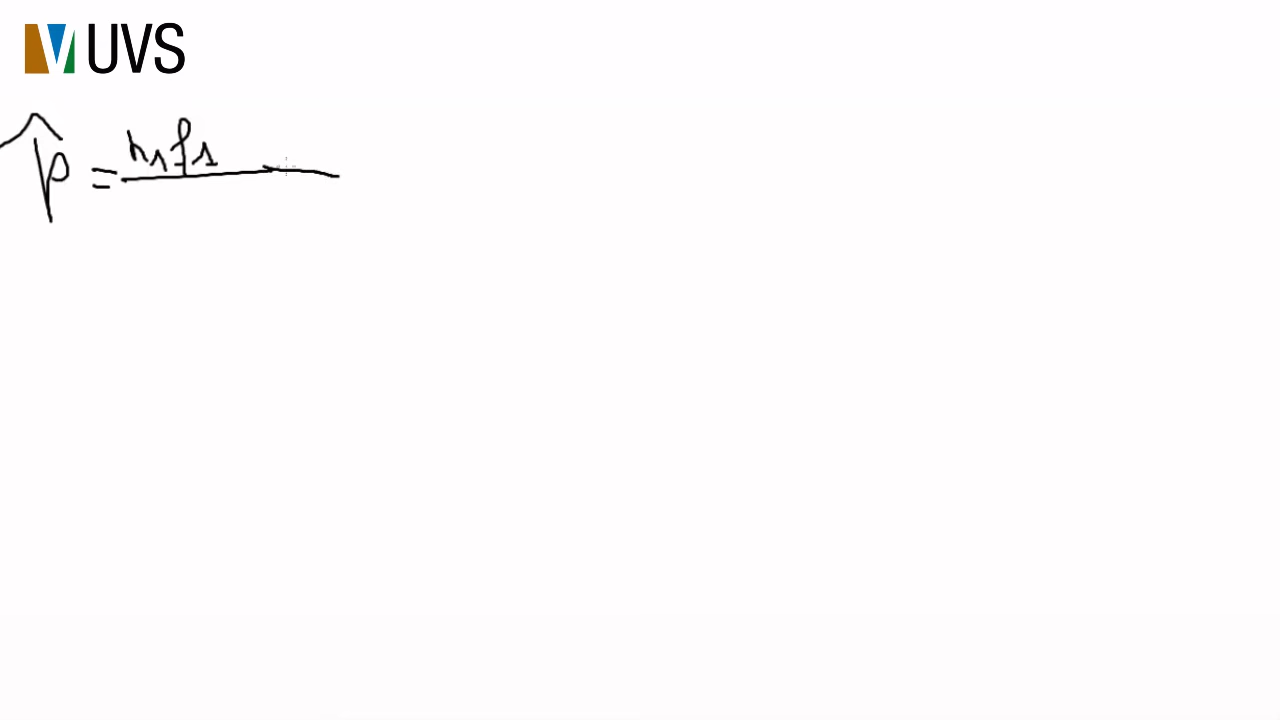 UVS
p̂ = n₁f₁